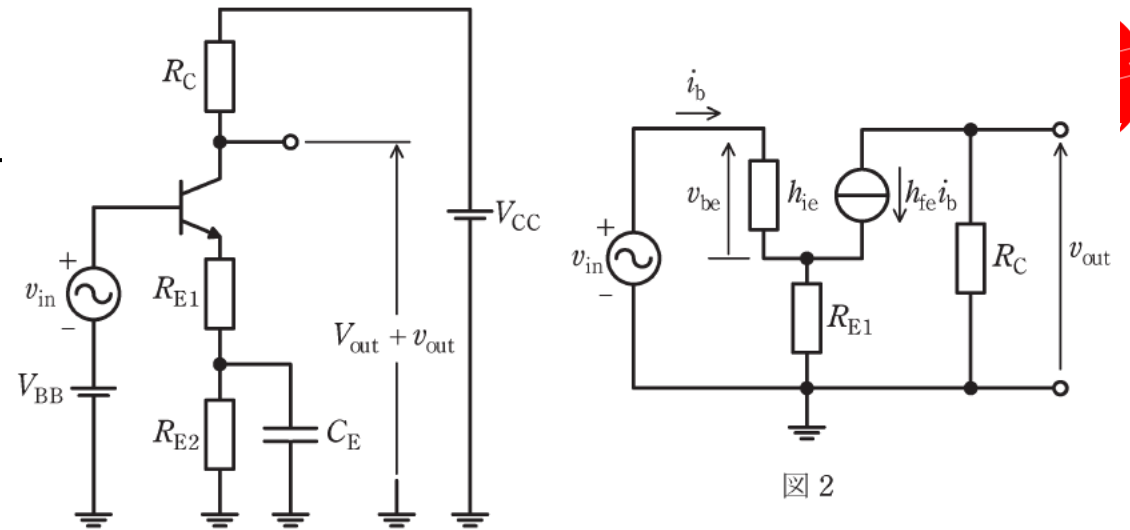 R_C
V_CC
+
v_in
−
R_E1
V_out + v_out
V_BB
R_E2
C_E
i_b
v_be
h_ie
h_fe i_b
+
v_in
−
R_E1
R_C
v_out
図 2